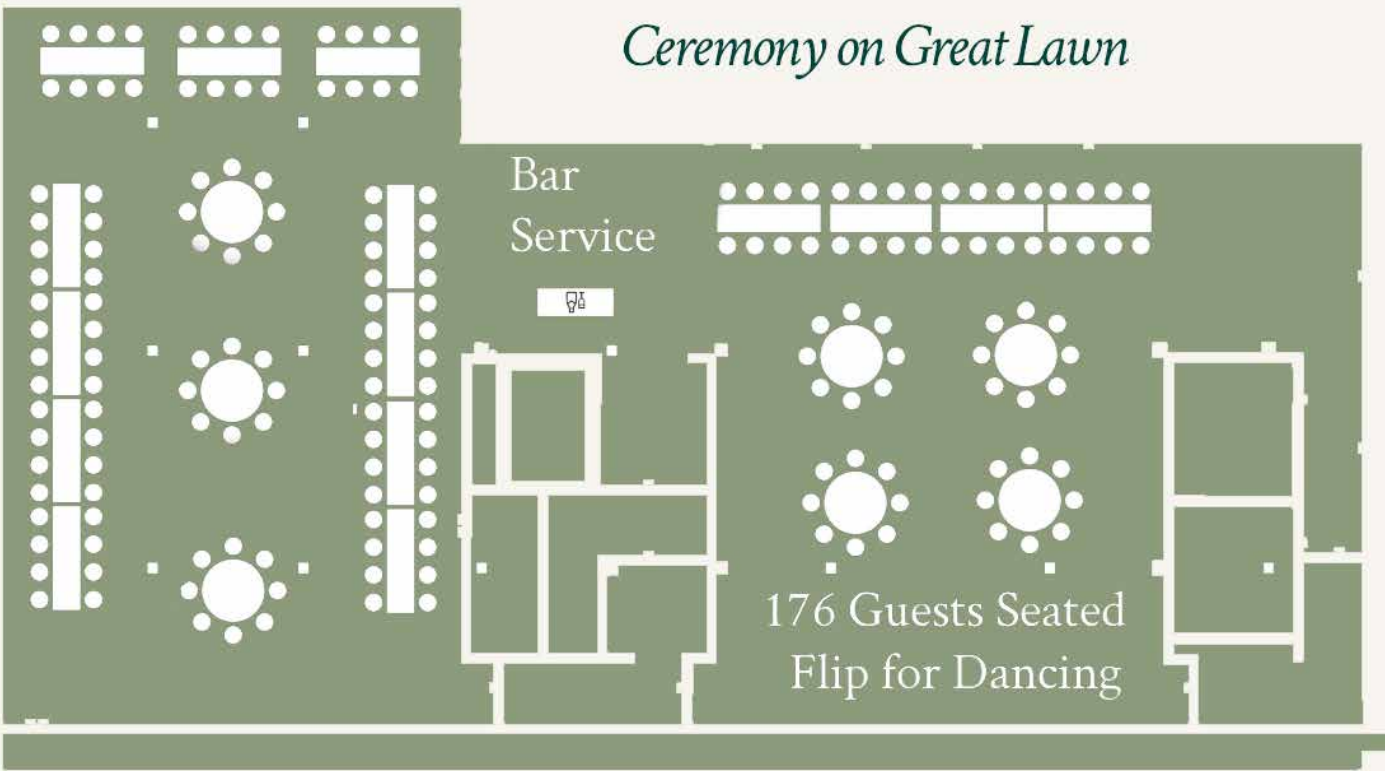 Ceremony on Great Lawn
Bar
Service
176 Guests Seated
Flip for Dancing